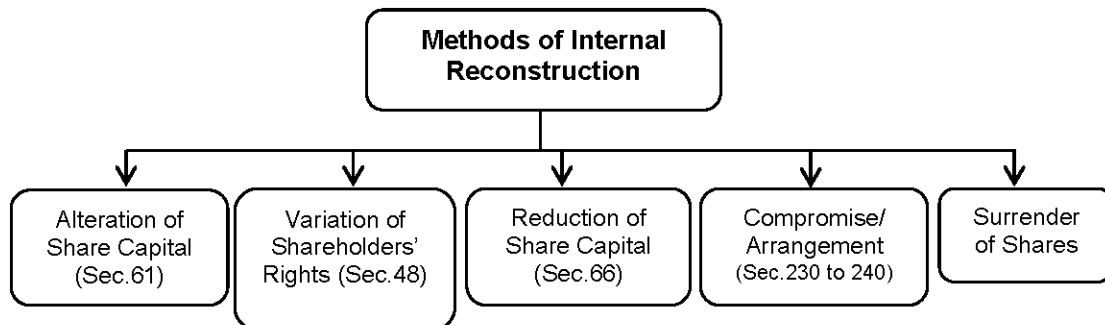 Methods of Internal
Reconstruction
Alteration of
Share Capital
(Sec.61)
Variation of
Shareholders'
Rights (Sec.48)
Reduction of
Share Capital
(Sec.66)
Compromise/
Arrangement
(Sec.230 to 240)
Surrender
of Shares